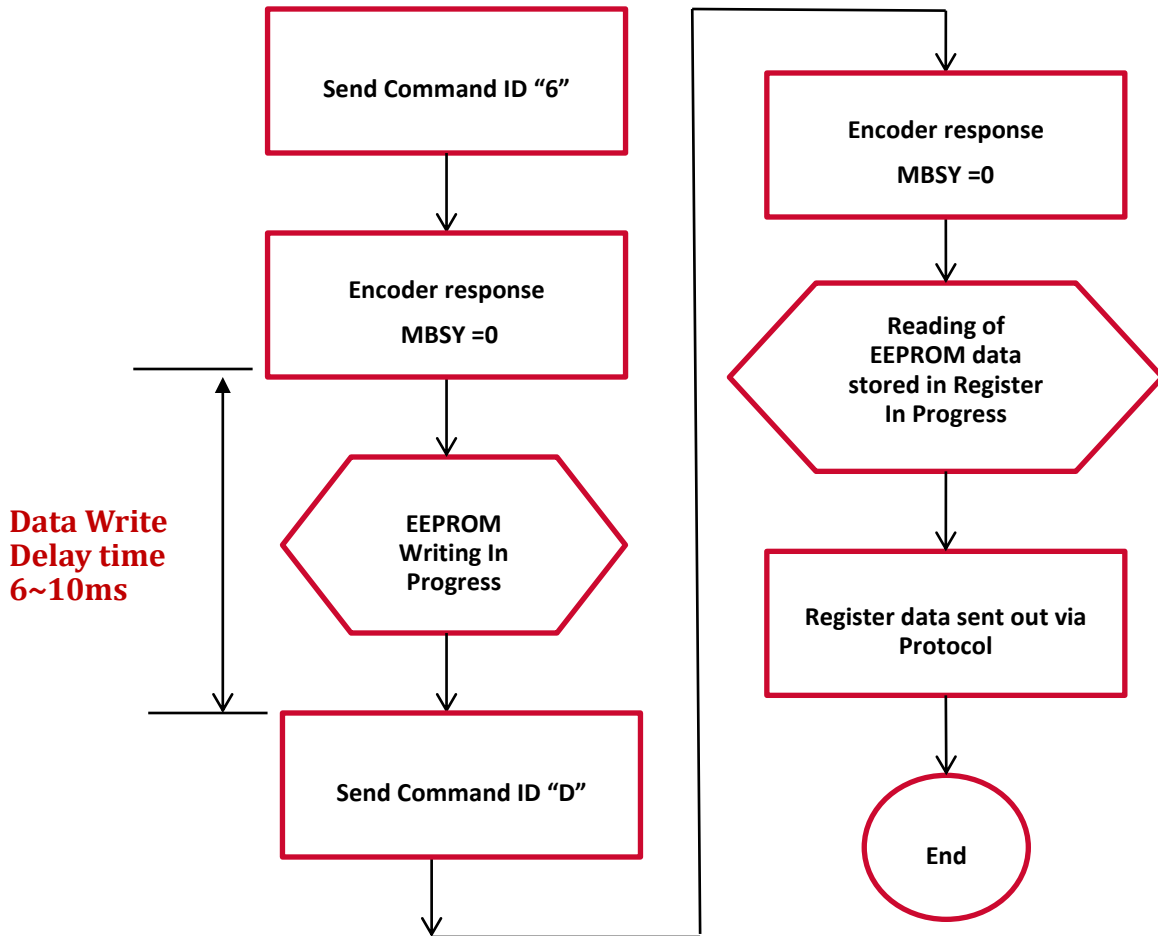 Send Command ID “6”
Encoder response
MBSY =0
Data Write
Delay time
6~10ms
EEPROM
Writing In
Progress
Send Command ID “D”
Encoder response
MBSY =0
Reading of
EEPROM data
stored in Register
In Progress
Register data sent out via
Protocol
End